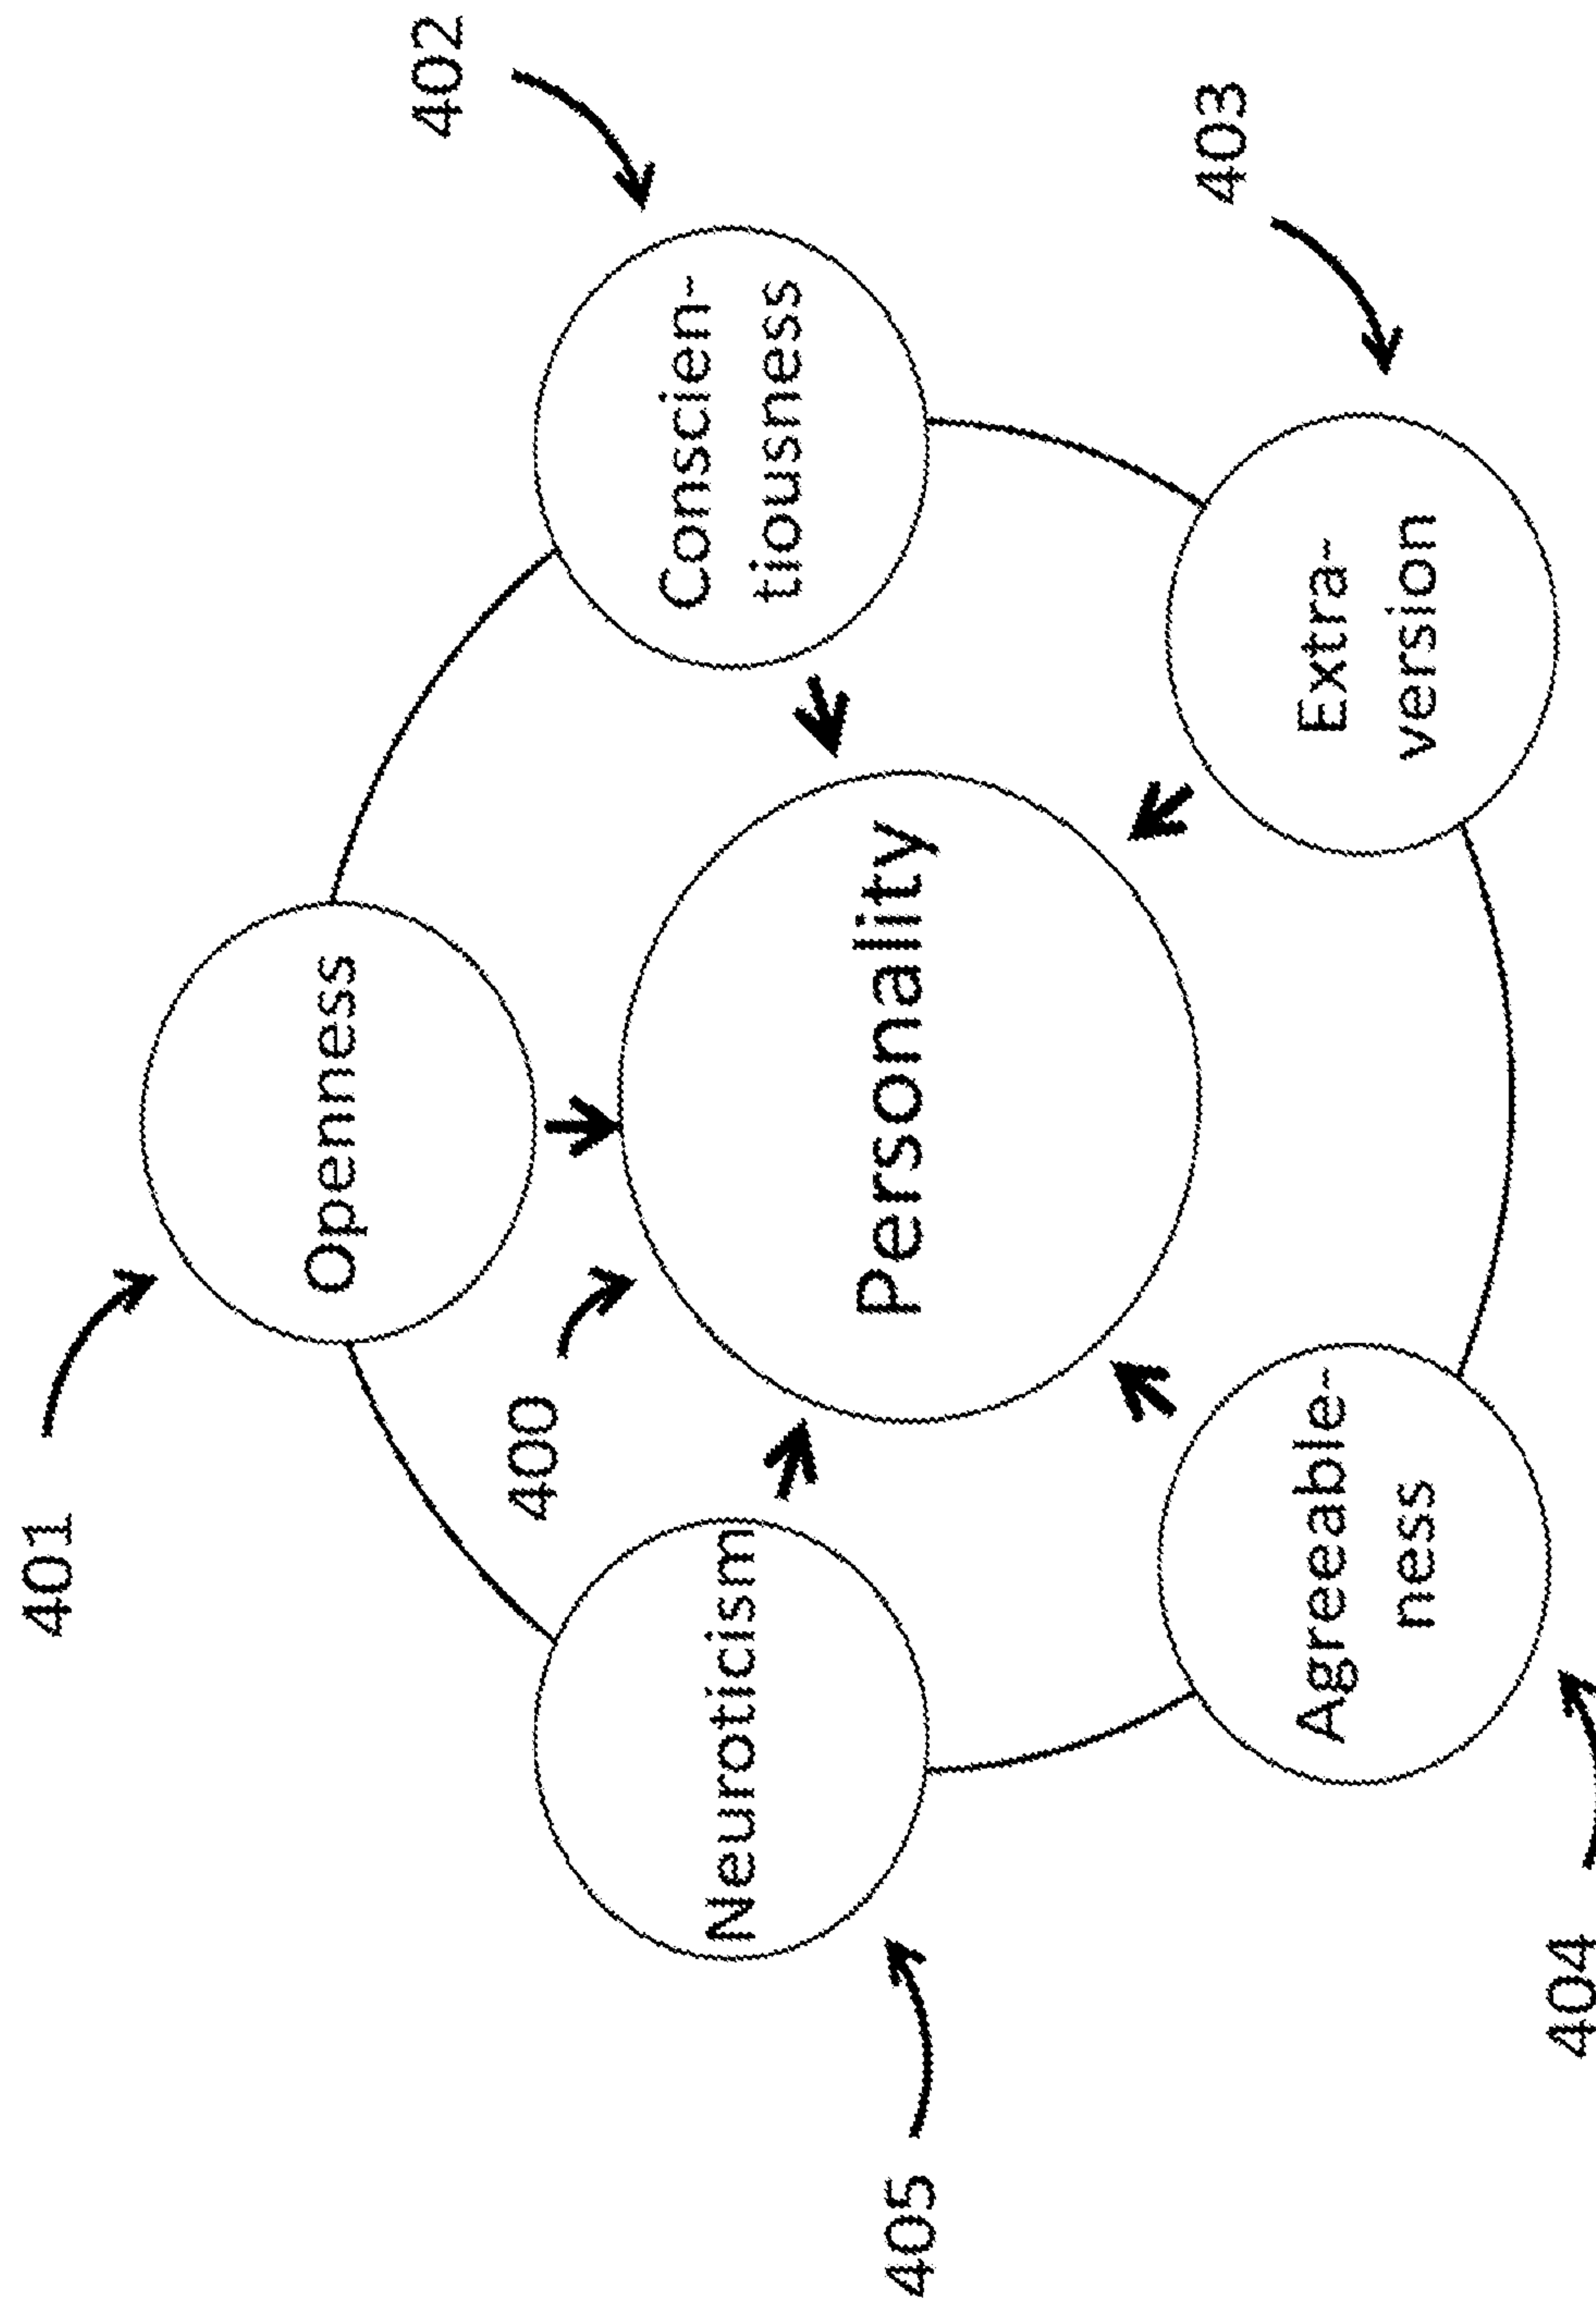 401
Openness
402
Conscien-
tiousness
400
Personality
Neuroticism
405
403
Extra-
version
Agreeable-
ness
404